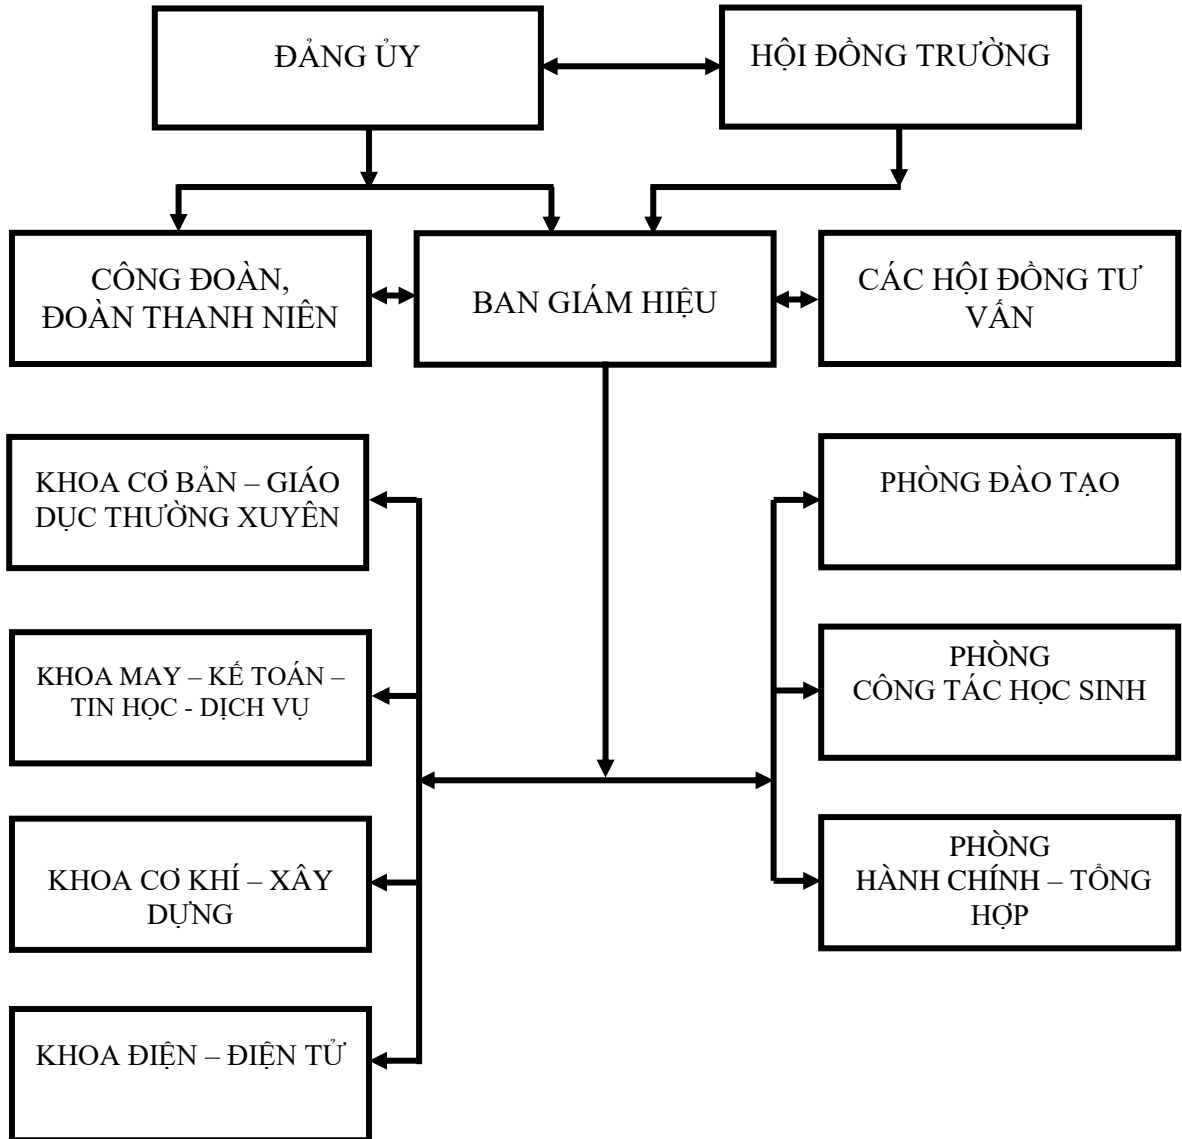 ĐẢNG ỦY
HỘI ĐỒNG TRƯỜNG
CÔNG ĐOÀN,
ĐOÀN THANH NIÊN
BAN GIÁM HIỆU
CÁC HỘI ĐỒNG TƯ
VẤN
KHOA CƠ BẢN – GIÁO
DỤC THƯỜNG XUYÊN
PHÒNG ĐÀO TẠO
KHOA MAY – KẾ TOÁN –
TIN HỌC - DỊCH VỤ
PHÒNG
CÔNG TÁC HỌC SINH
KHOA CƠ KHÍ – XÂY
DỰNG
PHÒNG
HÀNH CHÍNH – TỔNG
HỢP
KHOA ĐIỆN – ĐIỆN TỬ